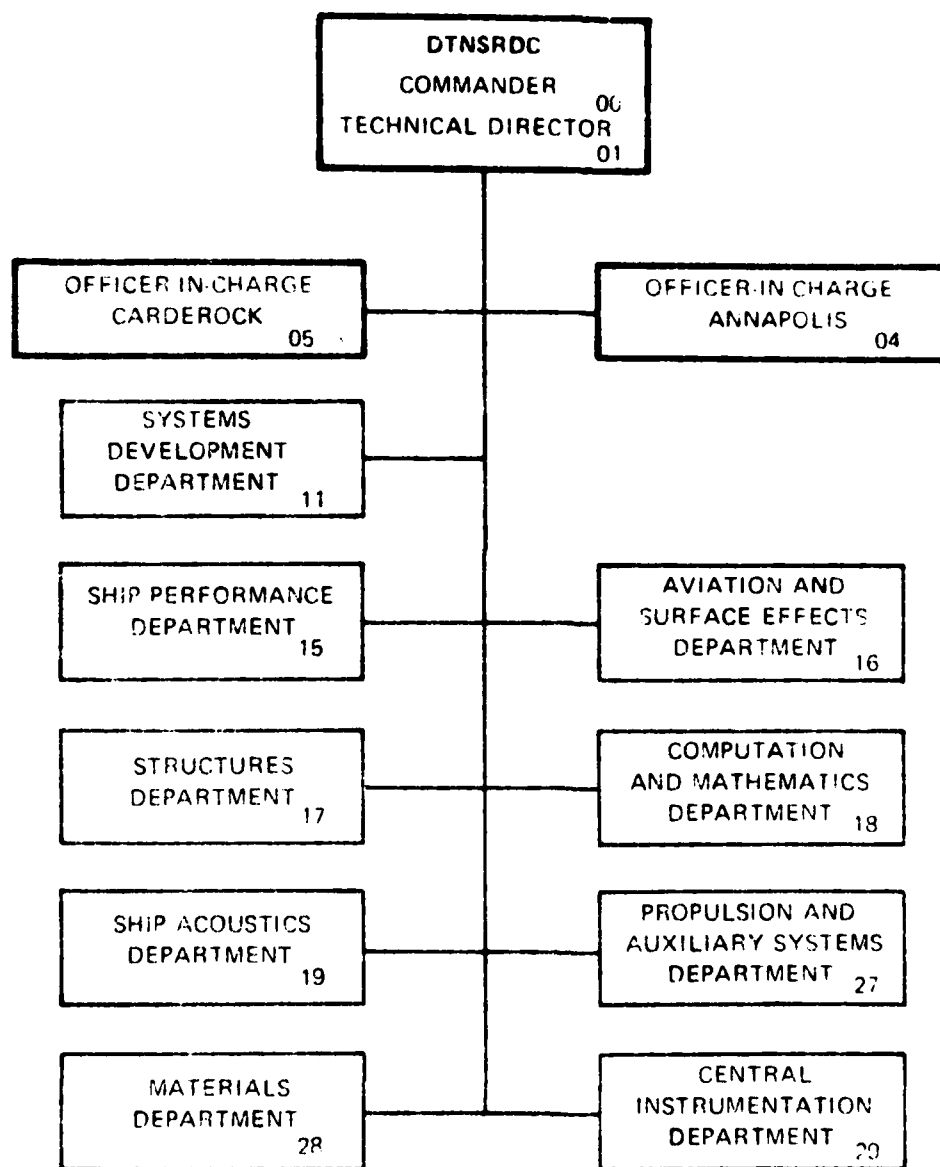 DTNSRDC
COMMANDER
00
TECHNICAL DIRECTOR
01
OFFICER IN-CHARGE
CARDEROCK
05
OFFICER-IN CHARGE
ANNAPOLIS
04
SYSTEMS
DEVELOPMENT
DEPARTMENT
11
SHIP PERFORMANCE
DEPARTMENT
15
AVIATION AND
SURFACE EFFECTS
DEPARTMENT
16
STRUCTURES
DEPARTMENT
17
COMPUTATION
AND MATHEMATICS
DEPARTMENT
18
SHIP ACOUSTICS
DEPARTMENT
19
PROPULSION AND
AUXILIARY SYSTEMS
DEPARTMENT
27
MATERIALS
DEPARTMENT
28
CENTRAL
INSTRUMENTATION
DEPARTMENT
29